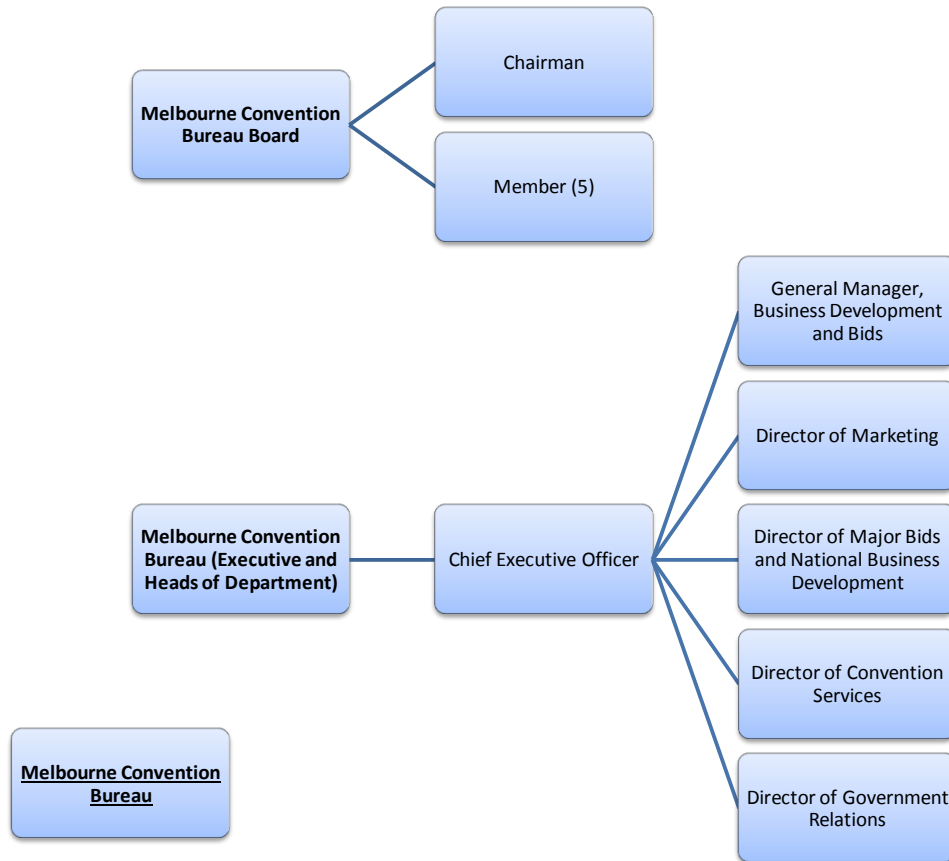 Chairman
Melbourne Convention
Bureau Board
Member (5)
General Manager,
Business Development
and Bids
Director of Marketing
Melbourne Convention
Bureau (Executive and
Heads of Department)
Chief Executive Officer
Director of Major Bids
and National Business
Development
Director of Convention
Services
Melbourne Convention
Bureau
Director of Government
Relations